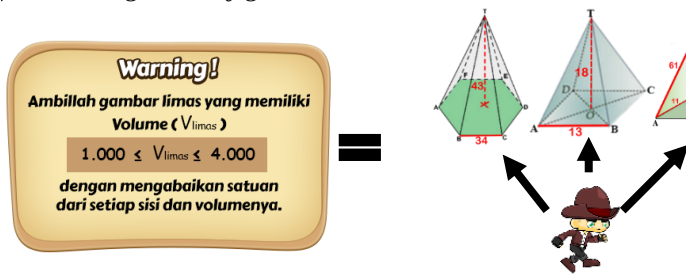 Warning!
Ambillah gambar limas yang memiliki
Volume ( Vlimas )
1.000 ≤ Vlimas ≤ 4.000
dengan mengabaikan satuan
dari setiap sisi dan volumenya.
=
T
F E
43
A D
B C
34
T
18
D C
O
A B
13
61
11
A